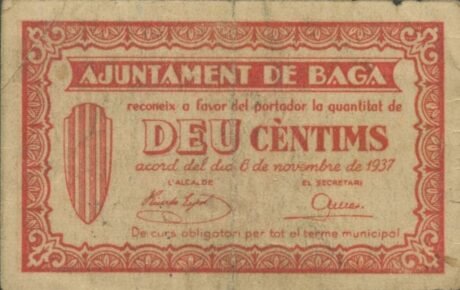 AJUNTAMENT DE BAGÀ
reconeix a favor del portador la quantitat de
DEU CÈNTIMS
acord del dia 6 de novembre de 1937
L'ALCALDE EL SECRETARI
De curs obligatori per tot el terme municipal